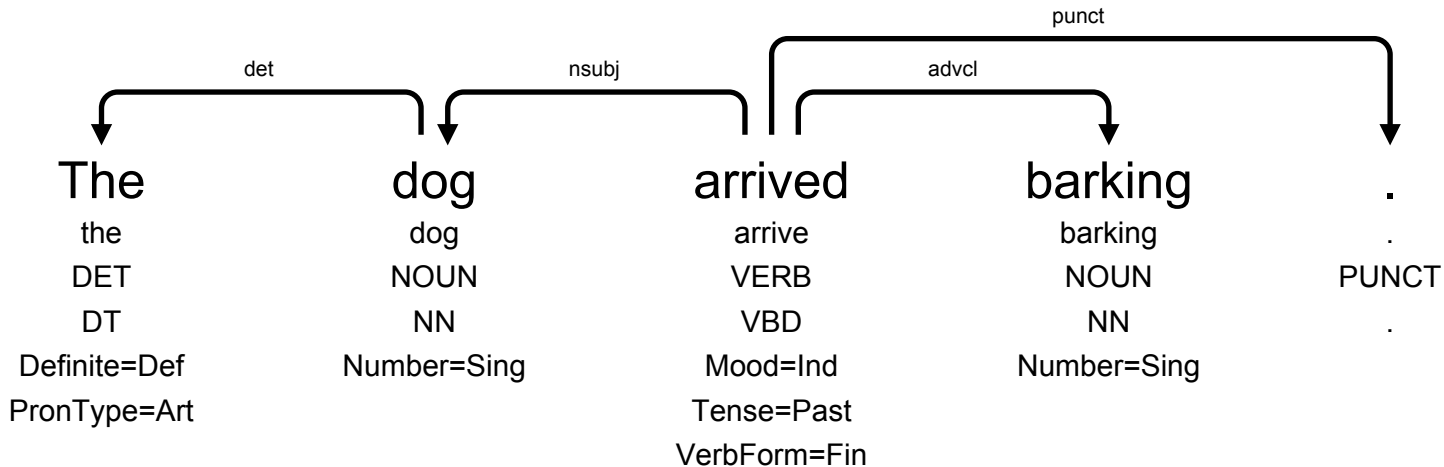 punct
det nsubj advcl
The dog arrived barking .
the dog arrive barking .
DET NOUN VERB NOUN PUNCT
DT NN VBD NN .
Definite=Def Number=Sing Mood=Ind Number=Sing
PronType=Art Tense=Past
VerbForm=Fin